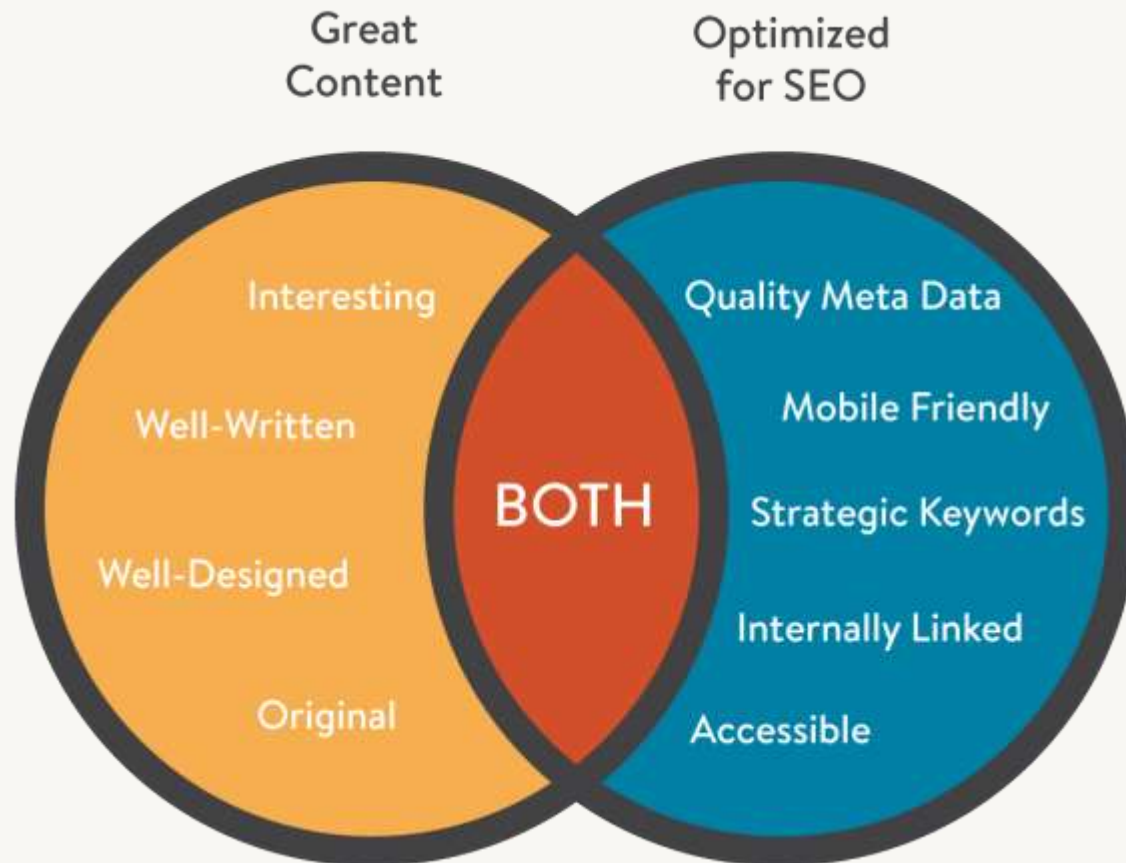 Great
Content
Optimized
for SEO
Interesting
Well-Written
Well-Designed
Original
BOTH
Quality Meta Data
Mobile Friendly
Strategic Keywords
Internally Linked
Accessible